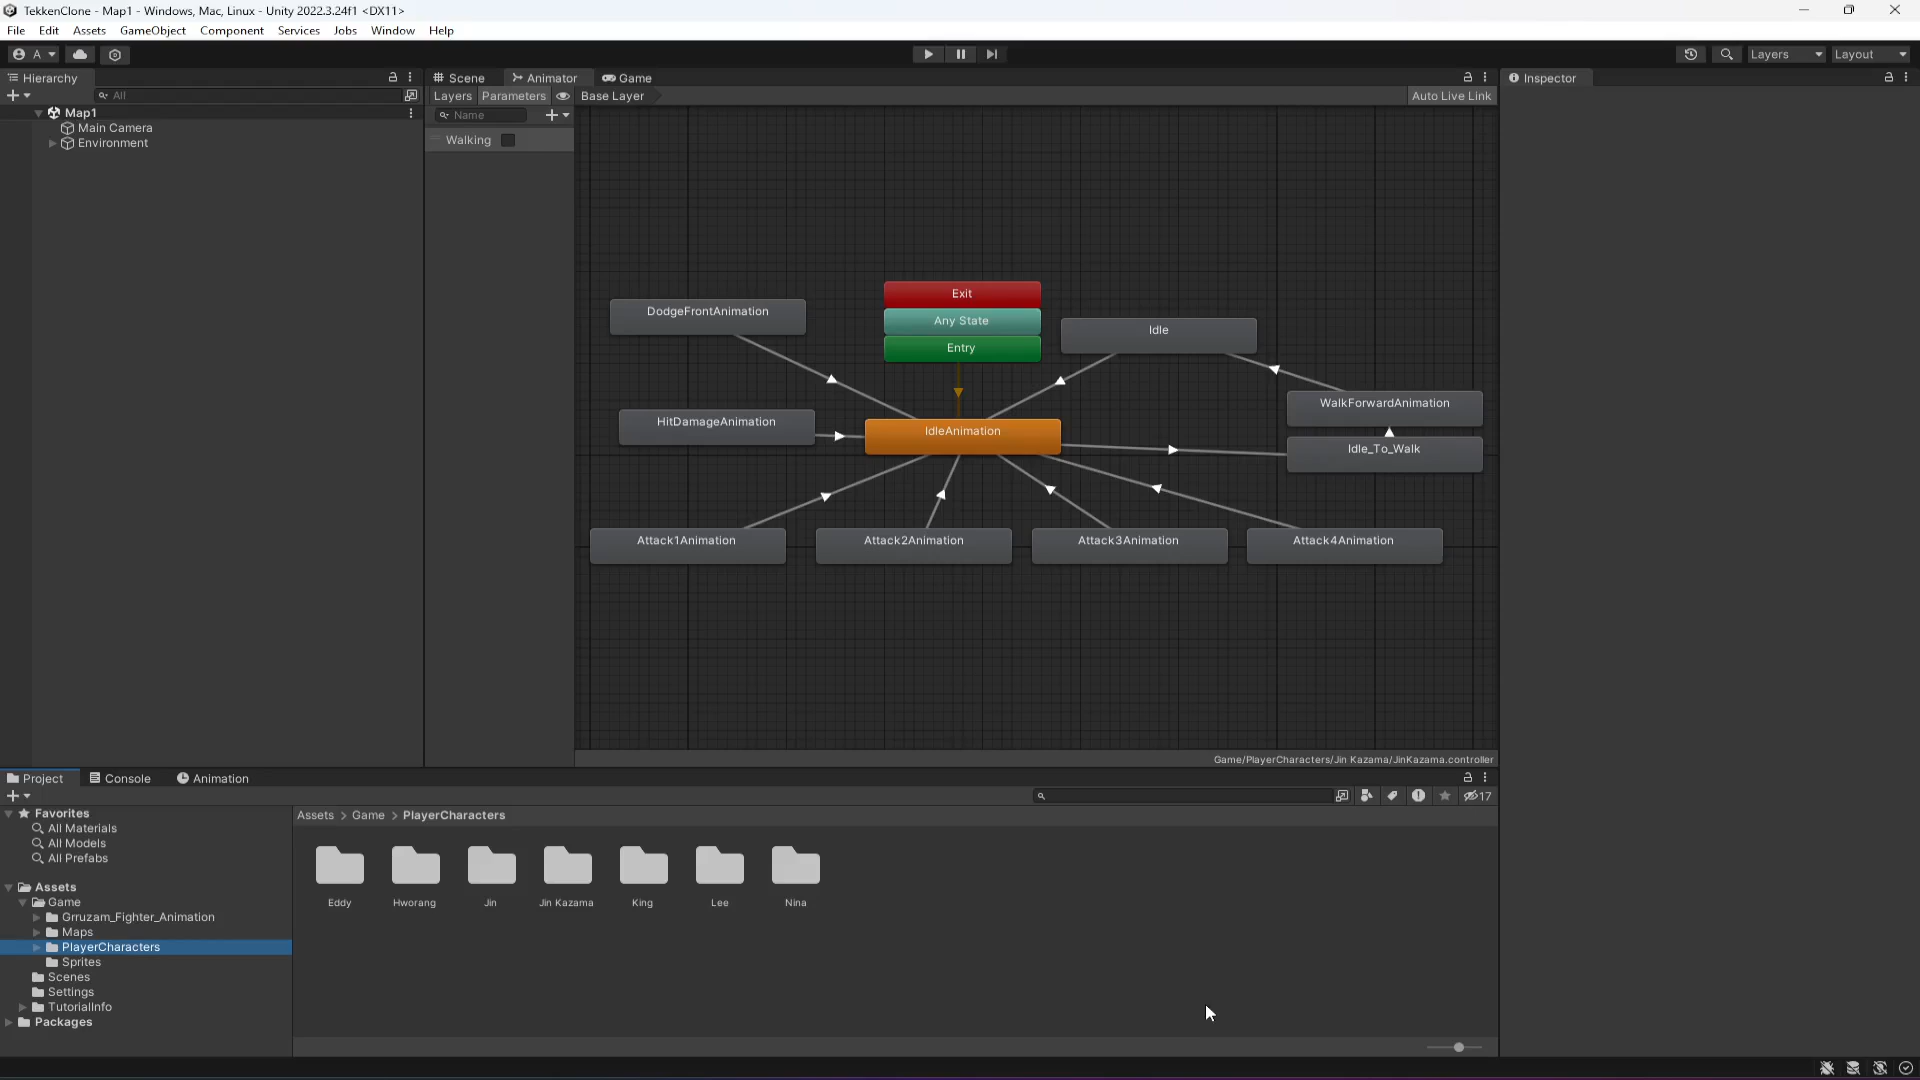 TekkenClone - Map1 - Windows, Mac, Linux - Unity 2022.3.24f1 <DX11>
File Edit Assets GameObject Component Services Jobs Window Help
A Layers Layout
Hierarchy Scene Animator Game Inspector
All Layers Parameters Base Layer Auto Live Link
Map1 Name
Main Camera
Environment Walking
Exit
DodgeFrontAnimation Any State Idle
Entry
WalkForwardAnimation
HitDamageAnimation IdleAnimation
Idle_To_Walk
Attack1Animation Attack2Animation Attack3Animation Attack4Animation
Game/PlayerCharacters/Jin Kazama/JinKazama.controller
Project Console Animation
17
Favorites Assets > Game > PlayerCharacters
All Materials
All Models
All Prefabs
Assets
Game Eddy Hworang Jin Jin Kazama King Lee Nina
Grruzam_Fighter_Animation
Maps
PlayerCharacters
Sprites
Scenes
Settings
TutorialInfo
Packages